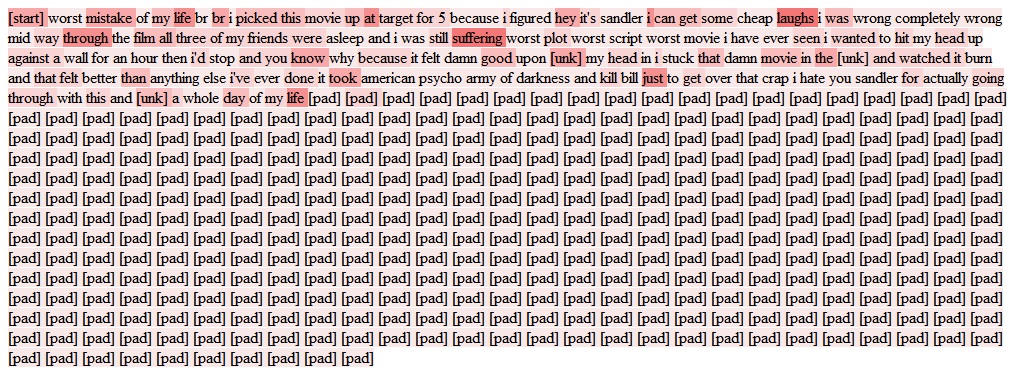 [start] worst mistake of my life br br i picked this movie up at target for 5 because i figured hey it's sandler i can get some cheap laughs i was wrong completely wrong
mid way through the film all three of my friends were asleep and i was still suffering worst plot worst script worst movie i have ever seen i wanted to hit my head up
against a wall for an hour then i'd stop and you know why because it felt damn good upon [unk] my head in i stuck that damn movie in the [unk] and watched it burn
and that felt better than anything else i've ever done it took american psycho army of darkness and kill bill just to get over that crap i hate you sandler for actually going
through with this and [unk] a whole day of my life [pad] [pad] [pad] [pad] [pad] [pad] [pad] [pad] [pad] [pad] [pad] [pad] [pad] [pad] [pad] [pad] [pad] [pad] [pad]
[pad] [pad] [pad] [pad] [pad] [pad] [pad] [pad] [pad] [pad] [pad] [pad] [pad] [pad] [pad] [pad] [pad] [pad] [pad] [pad] [pad] [pad] [pad] [pad] [pad] [pad] [pad]
[pad] [pad] [pad] [pad] [pad] [pad] [pad] [pad] [pad] [pad] [pad] [pad] [pad] [pad] [pad] [pad] [pad] [pad] [pad] [pad] [pad] [pad] [pad] [pad] [pad] [pad] [pad]
[pad] [pad] [pad] [pad] [pad] [pad] [pad] [pad] [pad] [pad] [pad] [pad] [pad] [pad] [pad] [pad] [pad] [pad] [pad] [pad] [pad] [pad] [pad] [pad] [pad] [pad] [pad]
[pad] [pad] [pad] [pad] [pad] [pad] [pad] [pad] [pad] [pad] [pad] [pad] [pad] [pad] [pad] [pad] [pad] [pad] [pad] [pad] [pad] [pad] [pad] [pad] [pad] [pad] [pad]
[pad] [pad] [pad] [pad] [pad] [pad] [pad] [pad] [pad] [pad] [pad] [pad] [pad] [pad] [pad] [pad] [pad] [pad] [pad] [pad] [pad] [pad] [pad] [pad] [pad] [pad] [pad]
[pad] [pad] [pad] [pad] [pad] [pad] [pad] [pad] [pad] [pad] [pad] [pad] [pad] [pad] [pad] [pad] [pad] [pad] [pad] [pad] [pad] [pad] [pad] [pad] [pad] [pad] [pad]
[pad] [pad] [pad] [pad] [pad] [pad] [pad] [pad] [pad] [pad] [pad] [pad] [pad] [pad] [pad] [pad] [pad] [pad] [pad] [pad] [pad] [pad] [pad] [pad] [pad] [pad] [pad]
[pad] [pad] [pad] [pad] [pad] [pad] [pad] [pad] [pad] [pad] [pad] [pad] [pad] [pad] [pad] [pad] [pad] [pad] [pad] [pad] [pad] [pad] [pad] [pad] [pad] [pad] [pad]
[pad] [pad] [pad] [pad] [pad] [pad] [pad] [pad] [pad] [pad] [pad] [pad] [pad] [pad] [pad] [pad] [pad] [pad] [pad] [pad] [pad] [pad] [pad] [pad] [pad] [pad] [pad]
[pad] [pad] [pad] [pad] [pad] [pad] [pad] [pad] [pad] [pad] [pad] [pad] [pad] [pad] [pad] [pad] [pad] [pad] [pad] [pad] [pad] [pad] [pad] [pad] [pad] [pad] [pad]
[pad] [pad] [pad] [pad] [pad] [pad] [pad] [pad] [pad] [pad] [pad] [pad] [pad] [pad] [pad] [pad] [pad] [pad] [pad] [pad] [pad] [pad] [pad] [pad] [pad] [pad] [pad]
[pad] [pad] [pad] [pad] [pad] [pad] [pad] [pad] [pad] [pad] [pad] [pad] [pad] [pad] [pad] [pad] [pad] [pad] [pad] [pad] [pad] [pad] [pad] [pad] [pad] [pad] [pad]
[pad] [pad] [pad] [pad] [pad] [pad] [pad] [pad] [pad] [pad]